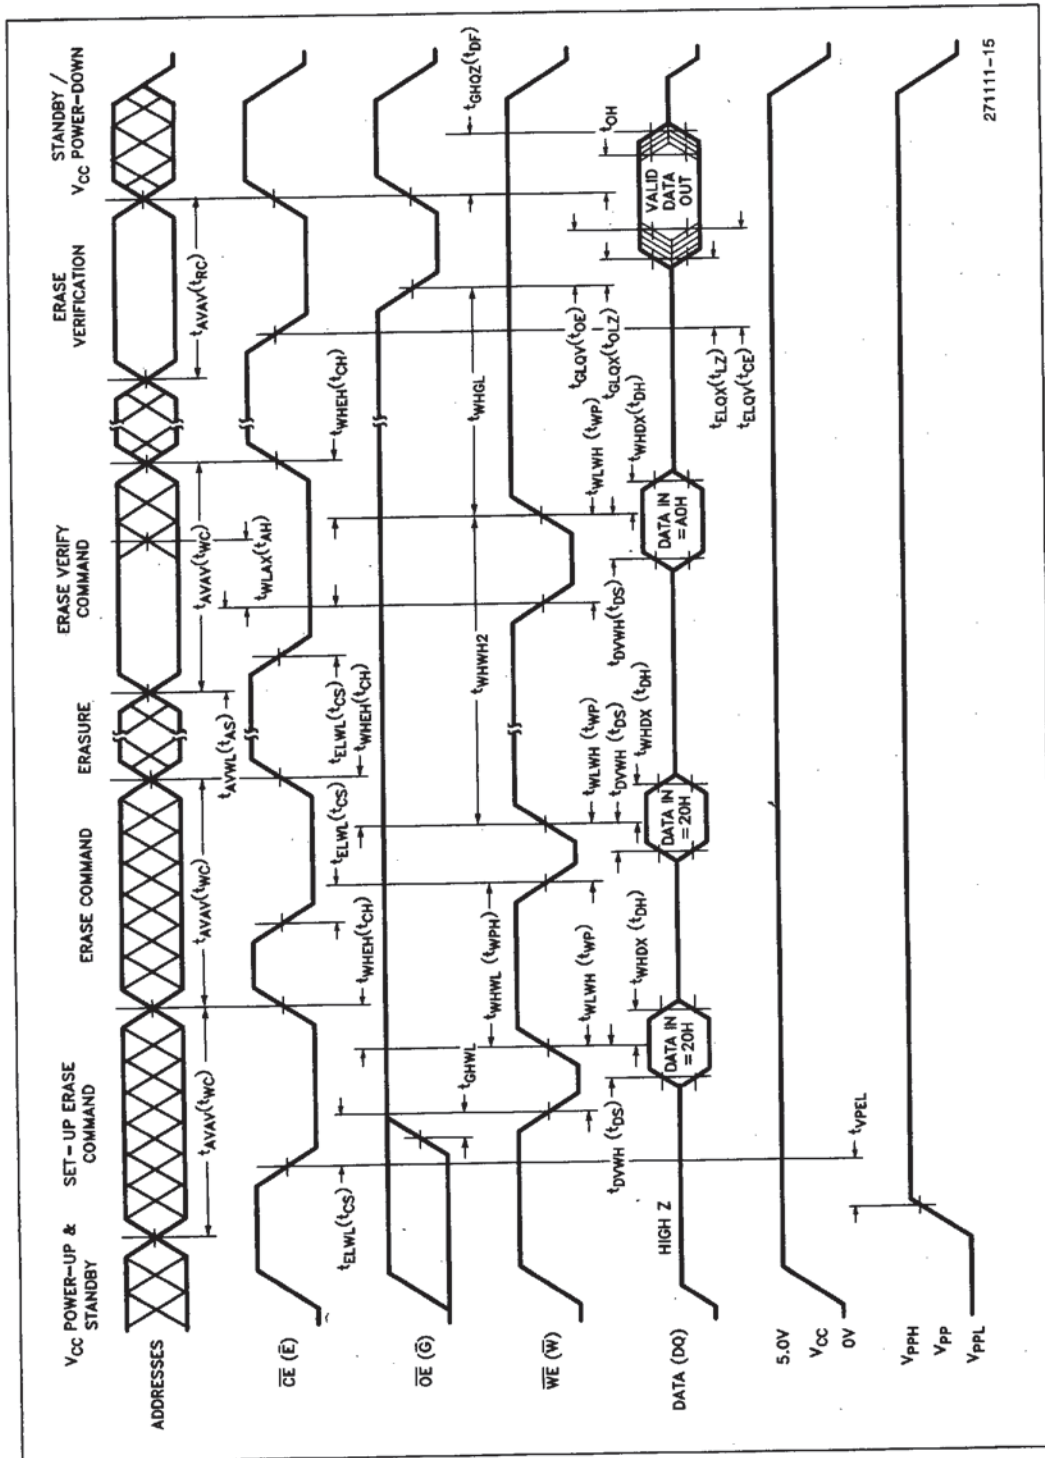 VCC POWER-UP &
STANDBY
SET-UP ERASE
COMMAND
ERASE COMMAND
ERASURE
ERASE VERIFY
COMMAND
ERASE
VERIFICATION
STANDBY /
VCC POWER-DOWN
ADDRESSES
tAVAV(tWC)
tAVAV(tWC)
tAVAV(tWC)
tAVAV(tRC)
tAVWL(tAS)
tWLAX(tAH)
CE (E)
tELWL(tCS)
tWHEH(tCH)
tELWL(tCS)
tWHEH(tCH)
tELWL(tCS)
tWHEH(tCH)
OE (G)
tGHWL
tWHWL (tWPH)
tWHWH2
tWHGL
tGHQZ(tDF)
WE (W)
tWLWH (tWP)
tWLWH (tWP)
tWLWH (tWP)
tGLQV(tOE)
tDVWH (tDS)
tWHDX (tDH)
tDVWH (tDS)
tWHDX (tDH)
tDVWH(tDS)
tWHDX(tDH)
tGLQX(tOLZ)
tOH
DATA (DQ)
HIGH Z
DATA IN
=20H
DATA IN
=20H
DATA IN
=A0H
VALID
DATA
OUT
tELQX(tLZ)
tELQV(tCE)
5.0V
VCC
0V
tVPEL
VPPH
VPP
VPPL
271111-15